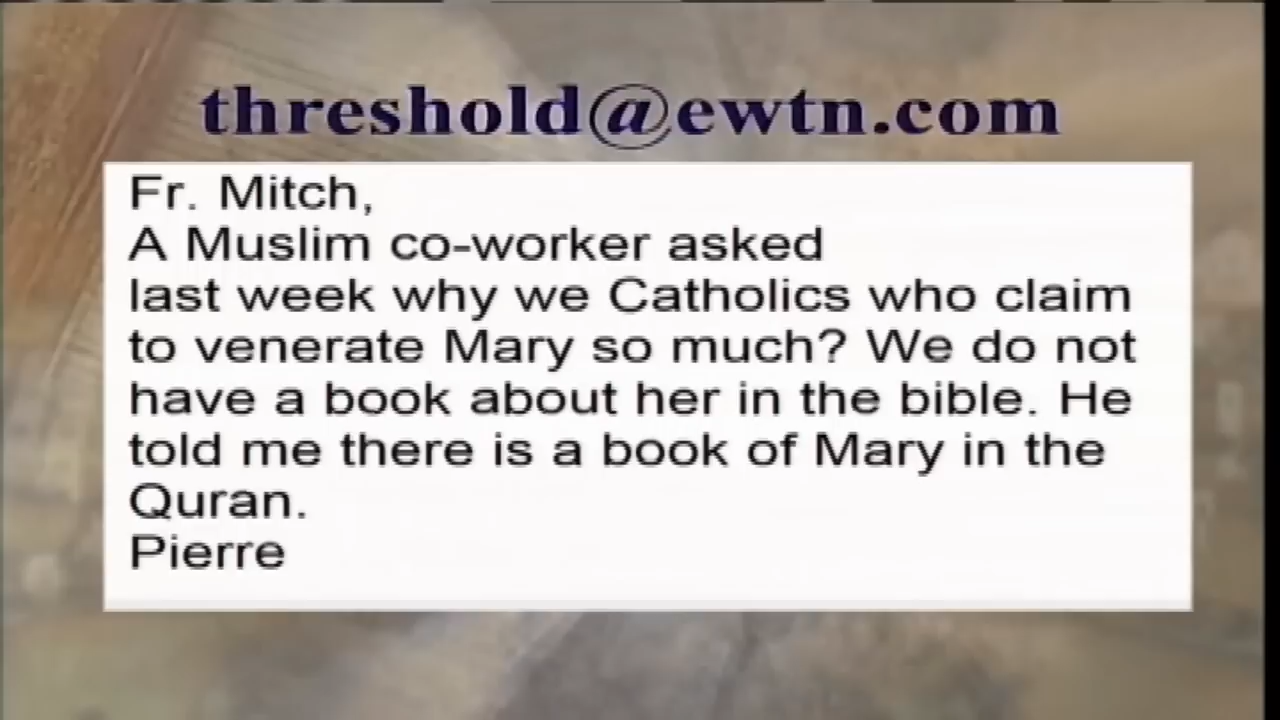 threshold@ewtn.com
Fr. Mitch,
A Muslim co-worker asked
last week why we Catholics who claim
to venerate Mary so much? We do not
have a book about her in the bible. He
told me there is a book of Mary in the
Quran.
Pierre